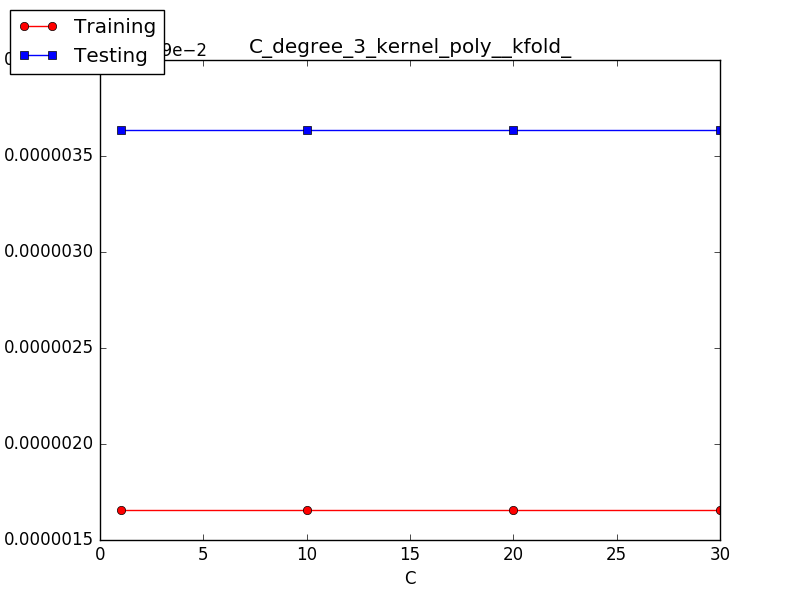 Training
Testing
9e−2
C_degree_3_kernel_poly__kfold_
0.0000035
0.0000030
0.0000025
0.0000020
0.0000015
0 5 10 15 20 25 30
C